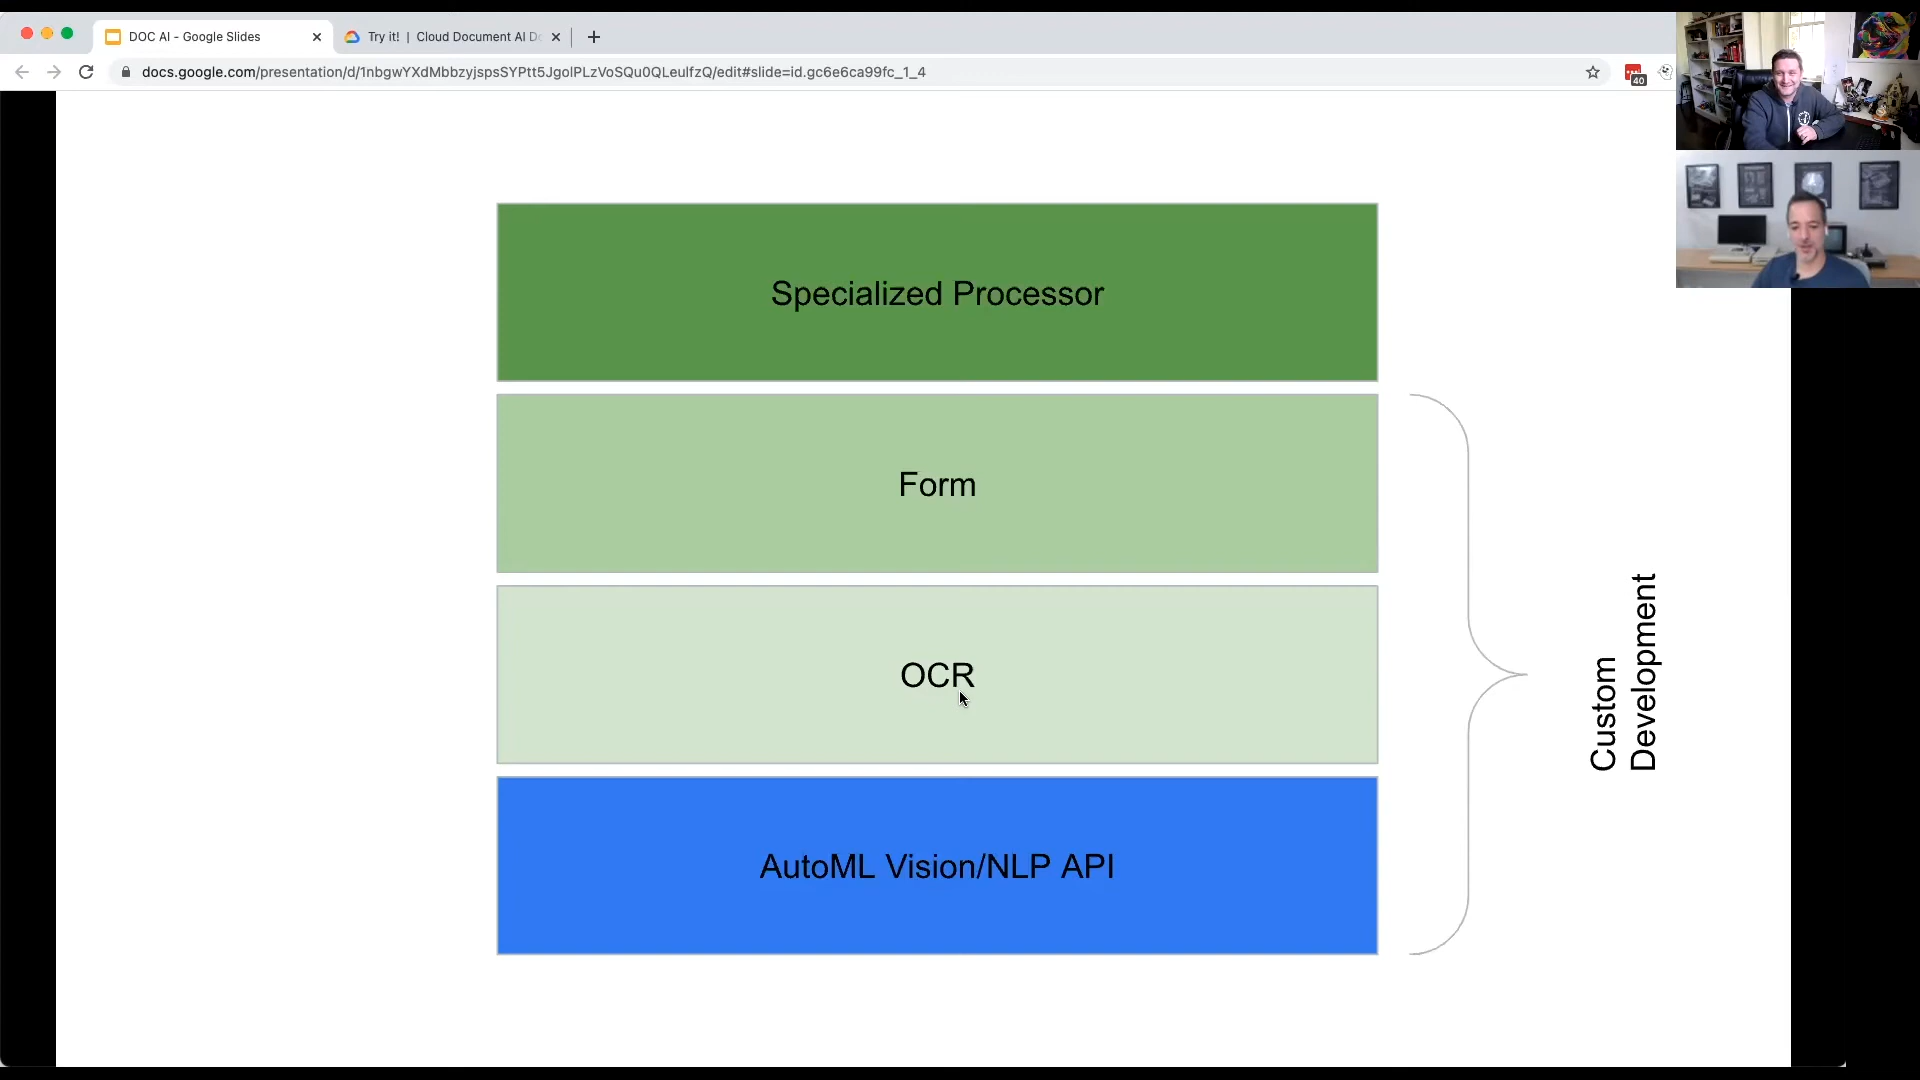 DOC AI - Google Slides
Try it! | Cloud Document AI
docs.google.com/presentation/d/1nbgwYXdMbbzyjspsSYPtt5JgolPLzVoSQu0QLeulfzQ/edit#slide=id.gc6e6ca99fc_1_4
40
Specialized Processor
Form
OCR
AutoML Vision/NLP API
Custom
Development